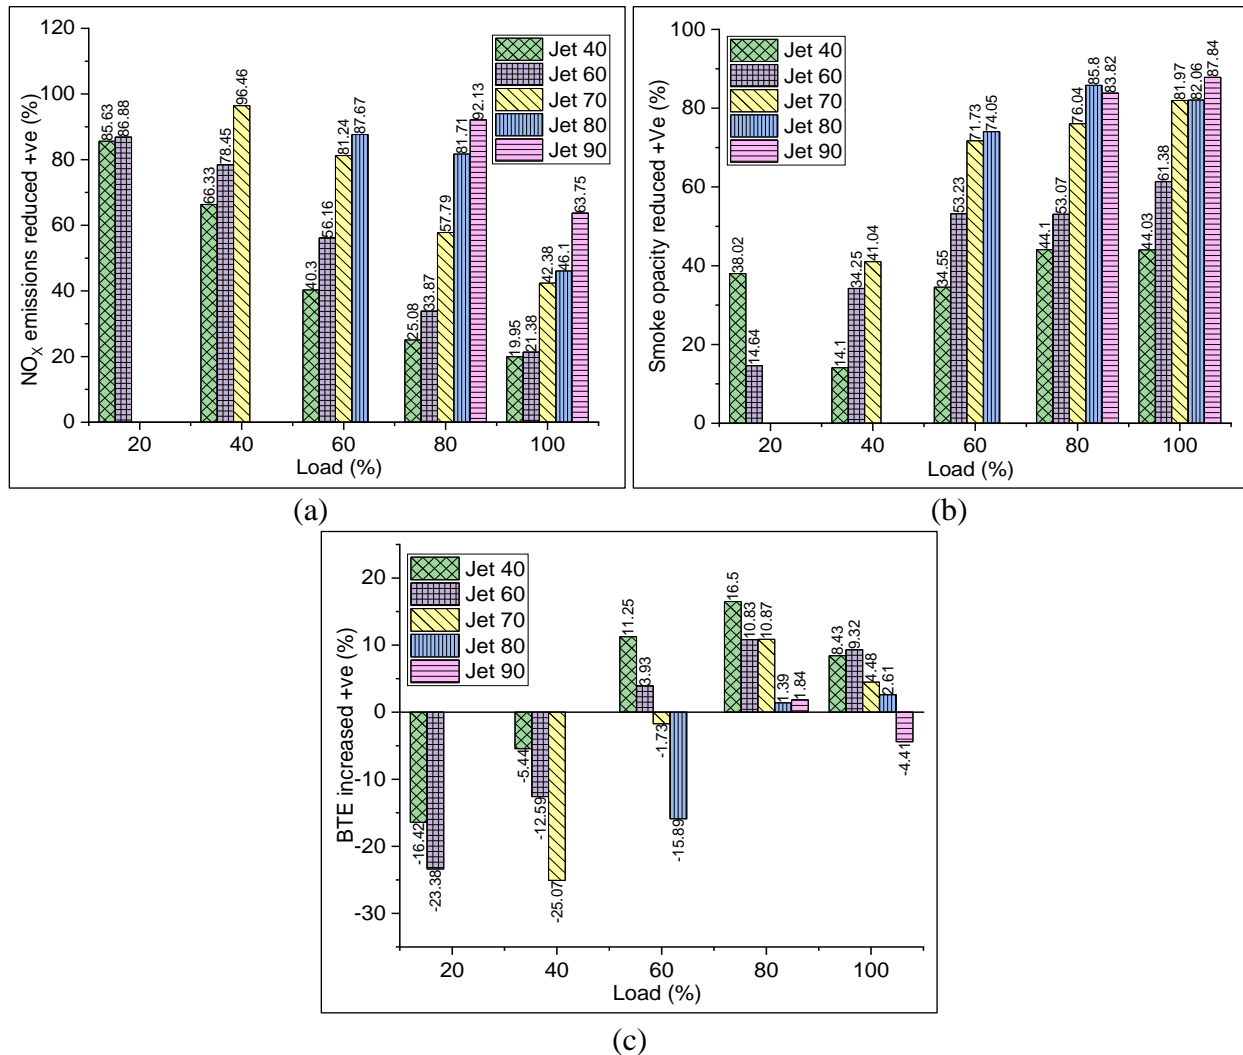 NOX emissions reduced +ve (%)
120
100
80
60
40
20
0
Jet 40
Jet 60
Jet 70
Jet 80
Jet 90
85.63
86.88
66.33
78.45
96.46
40.3
56.16
81.24
87.67
25.08
33.87
57.79
81.71
92.13
19.95
21.38
42.38
46.1
63.75
20 40 60 80 100
Load (%)
(a)
Smoke opacity reduced +Ve (%)
100
80
60
40
20
0
Jet 40
Jet 60
Jet 70
Jet 80
Jet 90
38.02
14.64
14.1
34.25
41.04
34.55
53.23
71.73
74.05
44.1
53.07
76.04
85.8
83.82
44.03
61.38
81.97
82.06
87.84
20 40 60 80 100
Load (%)
(b)
BTE increased +ve (%)
20
10
0
-10
-20
-30
Jet 40
Jet 60
Jet 70
Jet 80
Jet 90
-16.42
-23.38
-5.44
-12.59
-25.07
11.25
3.93
-1.73
-15.89
16.5
10.83
10.87
1.39
1.84
8.43
9.32
4.48
2.61
-4.41
20 40 60 80 100
Load (%)
(c)